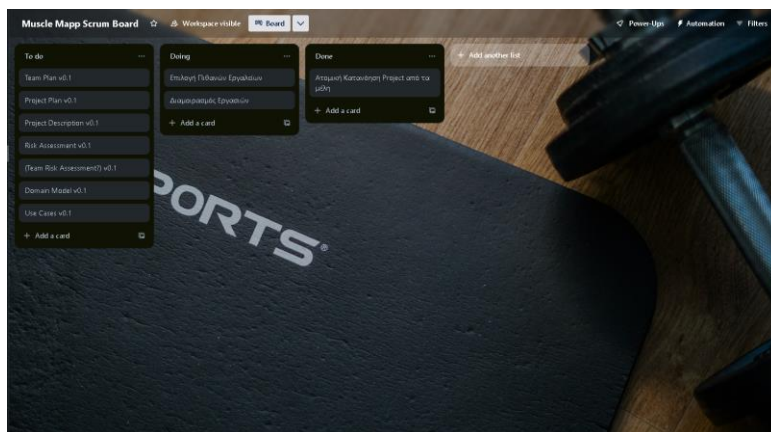 Muscle Mapp Scrum Board
Workspace visible
Board
Power-Ups
Automation
Filters
To do
Team Plan v0.1
Project Plan v0.1
Project Description v0.1
Risk Assessment v0.1
(Team Risk Assessment?) v0.1
Domain Model v0.1
Use Cases v0.1
+ Add a card
Doing
Επιλογή Πιθανών Εργαλείων
Διαμοιρασμός Εργασιών
+ Add a card
Done
Ατομική Κατανόηση Project από τα
μέλη
+ Add a card
+ Add another list
PORTS®